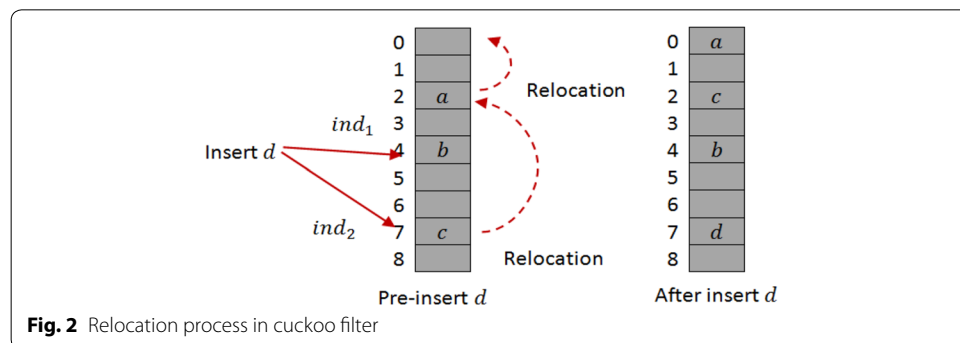 0 0 a
1 1
Relocation
2 a 2 c
ind1
3 3
Insert d 4 b 4 b
5 5
6 6
ind2
7 c 7 d
8 Relocation 8
Pre-insert d After insert d
Fig. 2 Relocation process in cuckoo filter